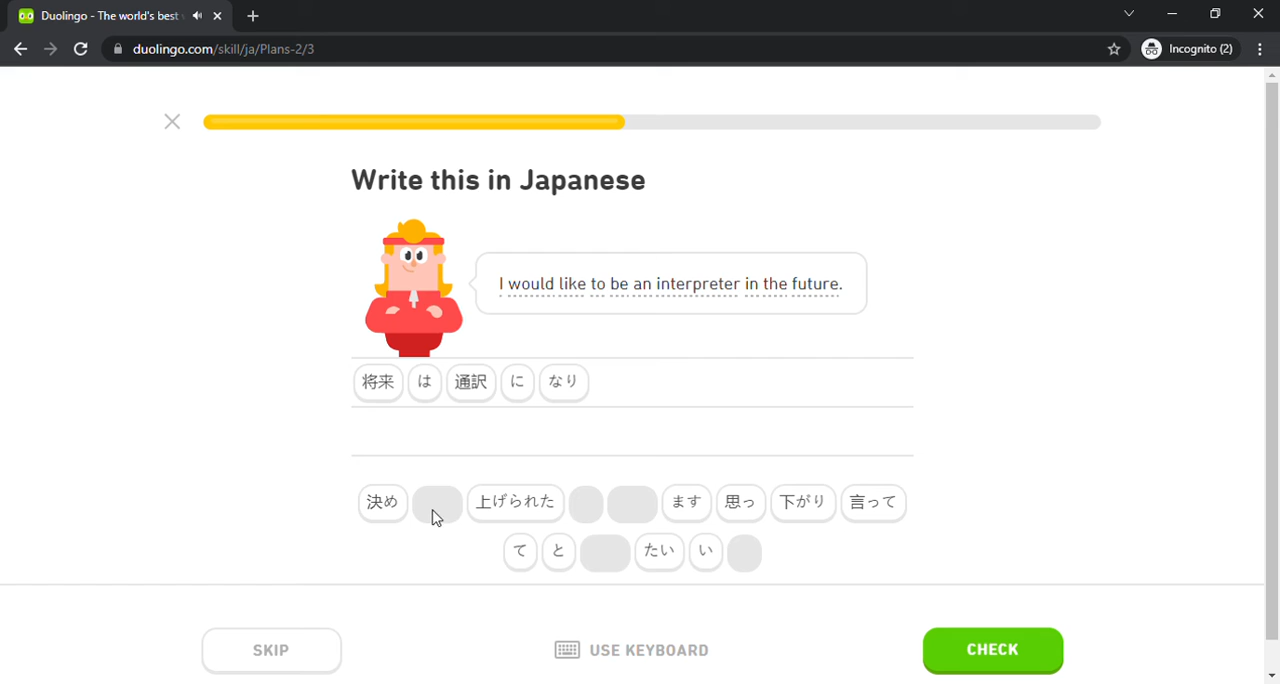 Duolingo - The world's best
duolingo.com/skill/ja/Plans-2/3
Incognito (2)
Write this in Japanese
I would like to be an interpreter in the future.
将来 は 通訳 に なり
決め 上げられた ます 思っ 下がり 言って
て と たい い
SKIP
USE KEYBOARD
CHECK